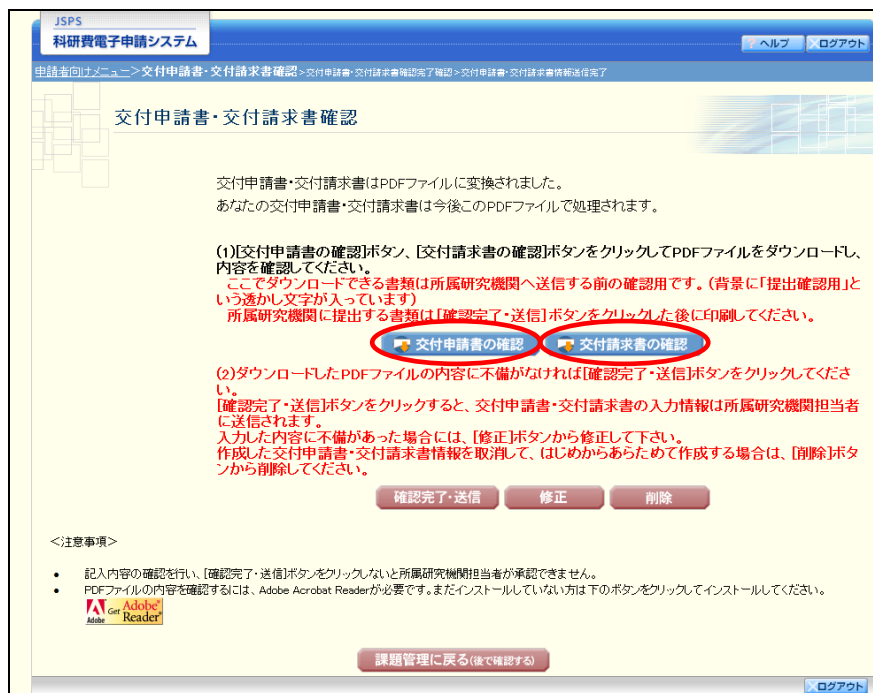 JSPS
科研費電子申請システム
? ヘルプ
ログアウト
申請者向けメニュー>交付申請書・交付請求書確認>交付申請書・交付請求書確認完了確認>交付申請書・交付請求書情報送信完了
交付申請書・交付請求書確認
交付申請書・交付請求書はPDFファイルに変換されました。
あなたの交付申請書・交付請求書は今後このPDFファイルで処理されます。
(1)[交付申請書の確認]ボタン、[交付請求書の確認]ボタンをクリックしてPDFファイルをダウンロードし、
内容を確認してください。
ここでダウンロードできる書類は所属研究機関へ送信する前の確認用です。(背景に「提出確認用」と
いう透かし文字が入っています)
所属研究機関に提出する書類は[確認完了・送信]ボタンをクリックした後に印刷してください。
交付申請書の確認
交付請求書の確認
(2)ダウンロードしたPDFファイルの内容に不備がなければ[確認完了・送信]ボタンをクリックしてくださ
い。
[確認完了・送信]ボタンをクリックすると、交付申請書・交付請求書の入力情報は所属研究機関担当者
に送信されます。
入力した内容に不備があった場合には、[修正]ボタンから修正して下さい。
作成した交付申請書・交付請求書情報を取消して、はじめからあらためて作成する場合は、[削除]ボタ
ンから削除してください。
確認完了・送信
修正
削除
<注意事項>
• 記入内容の確認を行い、[確認完了・送信]ボタンをクリックしないと所属研究機関担当者が承認できません。
• PDFファイルの内容を確認するには、Adobe Acrobat Readerが必要です。まだインストールしていない方は下のボタンをクリックしてインストールしてください。
Adobe
Get Adobe®
Reader®
課題管理に戻る(後で確認する)
ログアウト